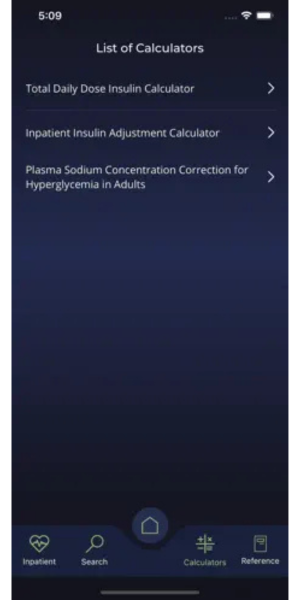 5:09
List of Calculators
Total Daily Dose Insulin Calculator
Inpatient Insulin Adjustment Calculator
Plasma Sodium Concentration Correction for
Hyperglycemia in Adults
Inpatient
Search
Calculators
Reference